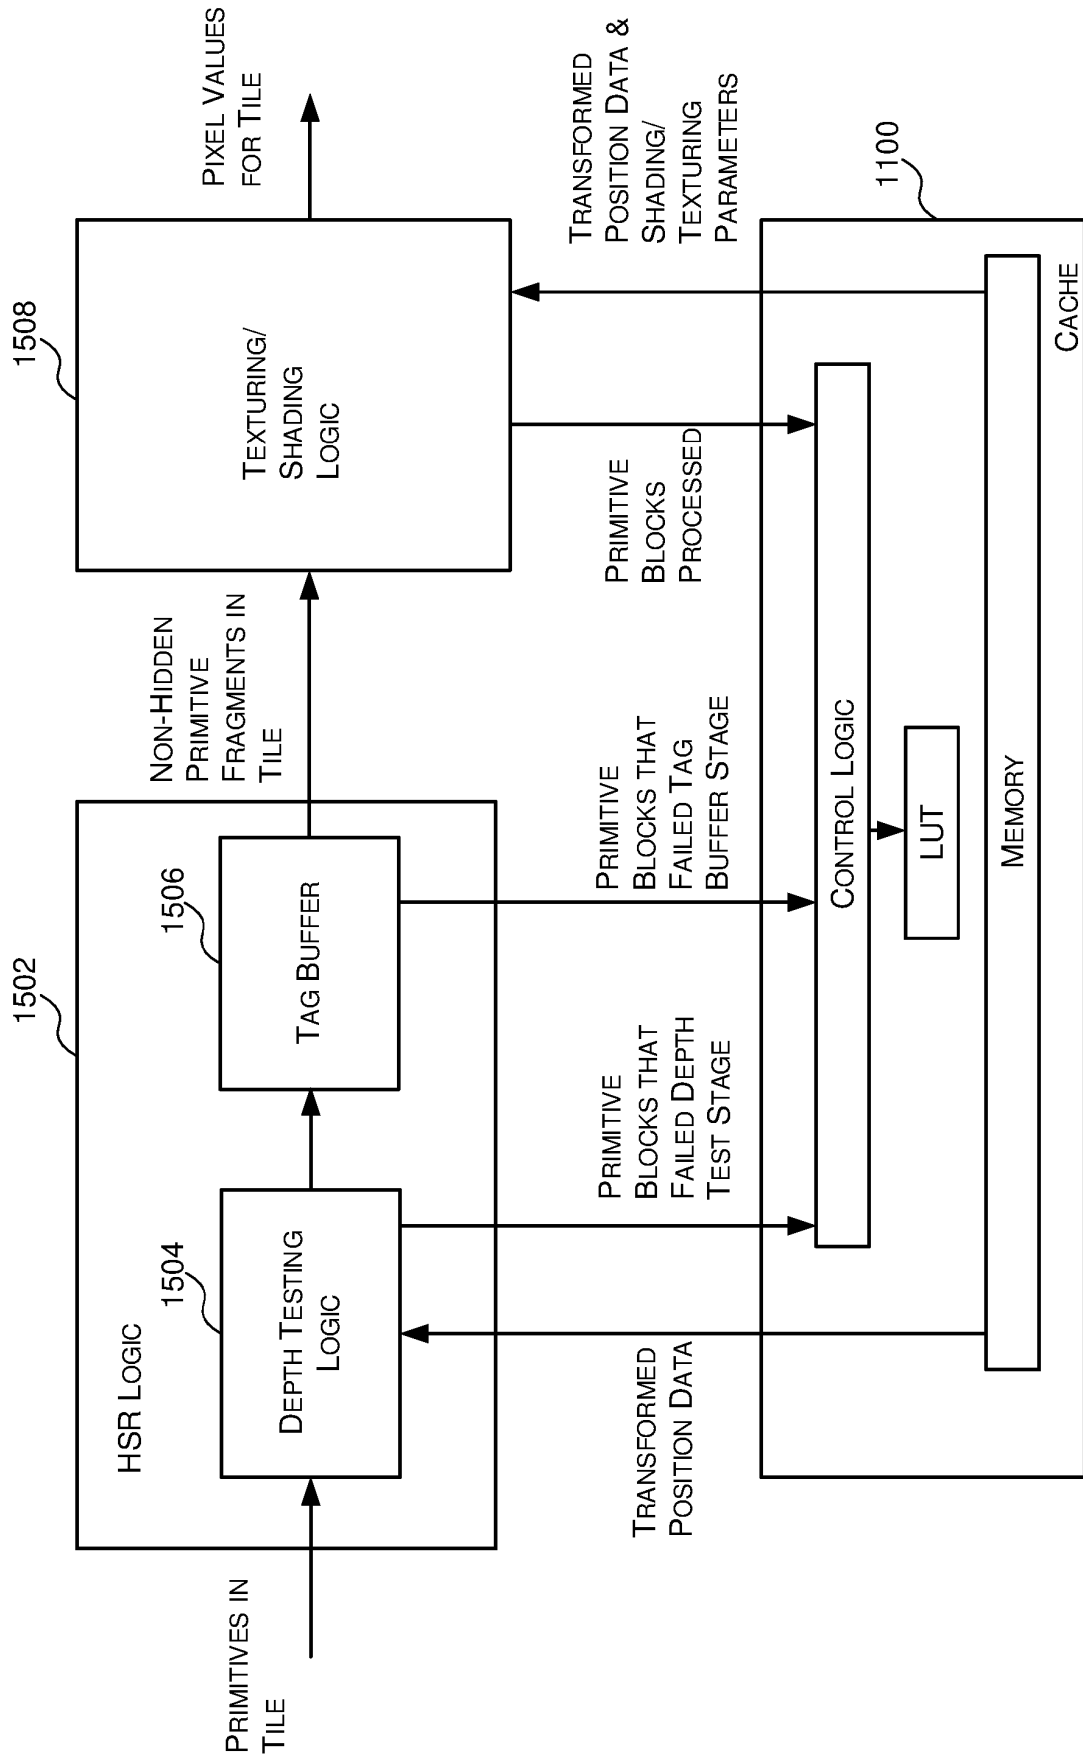 1502
HSR LOGIC
PRIMITIVES IN
TILE
1504
DEPTH TESTING
LOGIC
1506
TAG BUFFER
NON-HIDDEN
PRIMITIVE
FRAGMENTS IN
TILE
1508
TEXTURING/
SHADING
LOGIC
PIXEL VALUES
FOR TILE
TRANSFORMED
POSITION DATA
PRIMITIVE
BLOCKS THAT
FAILED DEPTH
TEST STAGE
PRIMITIVE
BLOCKS THAT
FAILED TAG
BUFFER STAGE
PRIMITIVE
BLOCKS
PROCESSED
TRANSFORMED
POSITION DATA &
SHADING/
TEXTURING
PARAMETERS
1100
CONTROL LOGIC
LUT
MEMORY
CACHE